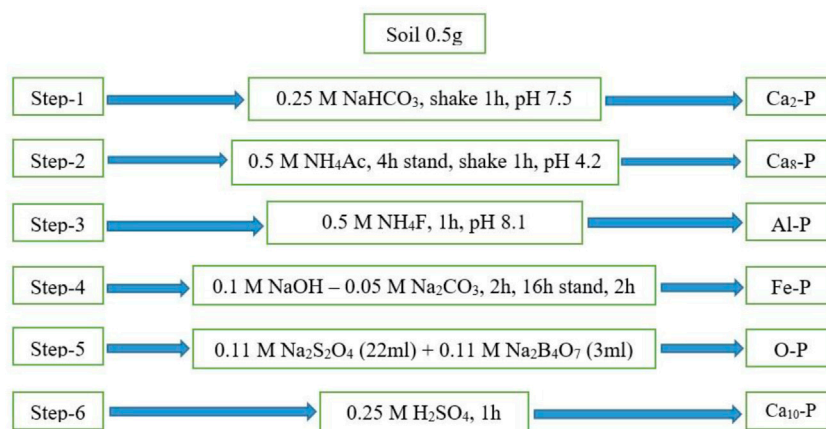 Soil 0.5g
Step-1 0.25 M NaHCO₃, shake 1h, pH 7.5 Ca₂-P
Step-2 0.5 M NH₄Ac, 4h stand, shake 1h, pH 4.2 Ca₈-P
Step-3 0.5 M NH₄F, 1h, pH 8.1 Al-P
Step-4 0.1 M NaOH – 0.05 M Na₂CO₃, 2h, 16h stand, 2h Fe-P
Step-5 0.11 M Na₂S₂O₄ (22ml) + 0.11 M Na₂B₄O₇ (3ml) O-P
Step-6 0.25 M H₂SO₄, 1h Ca₁₀-P